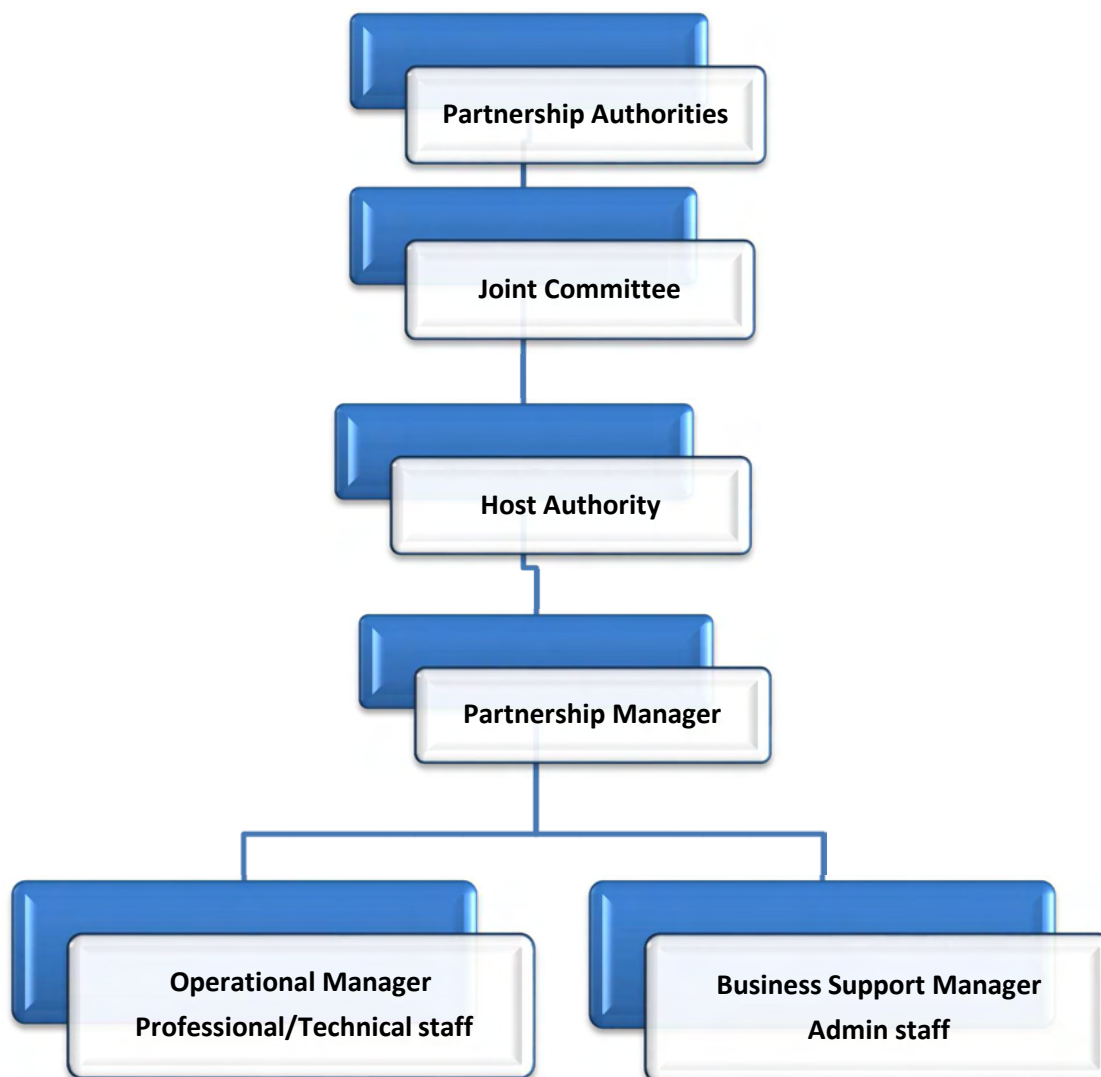 Partnership Authorities
Joint Committee
Host Authority
Partnership Manager
Operational Manager
Professional/Technical staff
Business Support Manager
Admin staff